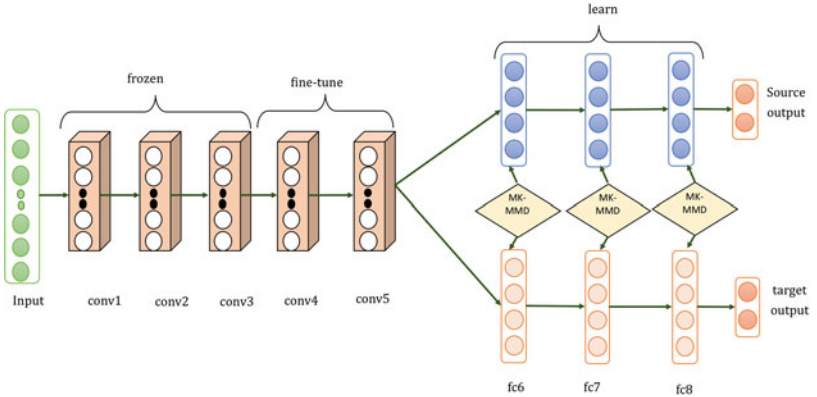 learn
frozen
fine-tune
Source
output
MK-
MMD
MK-
MMD
MK-
MMD
Input
conv1
conv2
conv3
conv4
conv5
target
output
fc6
fc7
fc8